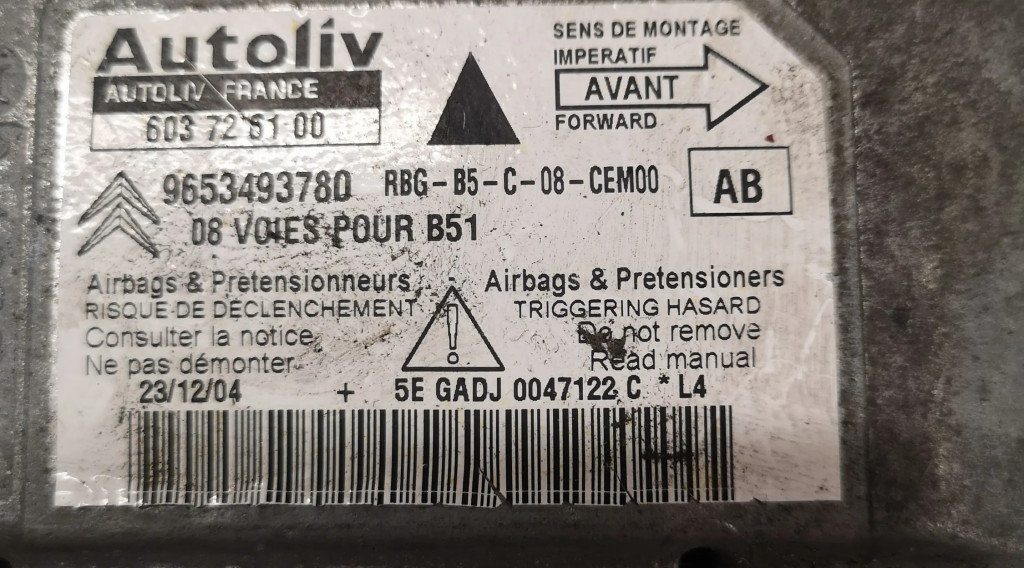 Autoliv
AUTOLIV FRANCE
603 72 61 00
SENS DE MONTAGE
IMPERATIF
AVANT
FORWARD
9653493780 RBG-B5-C-08-CEM00
AB
08 VOIES POUR B51
Airbags & Pretensionneurs
RISQUE DE DÉCLENCHEMENT
Consulter la notice
Ne pas démonter
Airbags & Pretensioners
TRIGGERING HASARD
Do not remove
Read manual
23/12/04 + 5E GADJ 0047122 C * L4